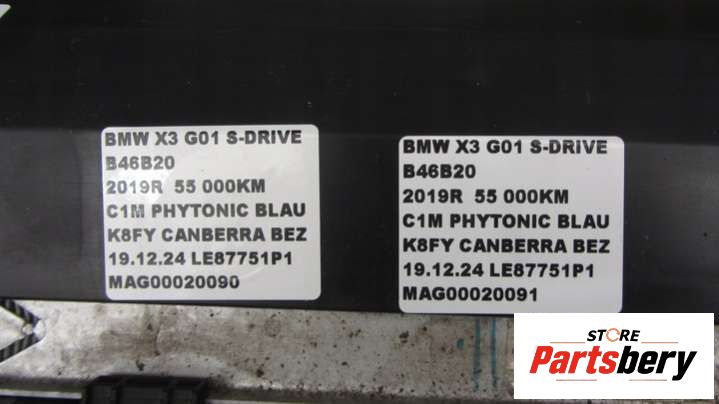 BMW X3 G01 S-DRIVE
B46B20
2019R 55 000KM
C1M PHYTONIC BLAU
K8FY CANBERRA BEZ
19.12.24 LE87751P1
MAG00020090
BMW X3 G01 S-DRIVE
B46B20
2019R 55 000KM
C1M PHYTONIC BLAU
K8FY CANBERRA BEZ
19.12.24 LE87751P1
MAG00020091
STORE
Partsbery